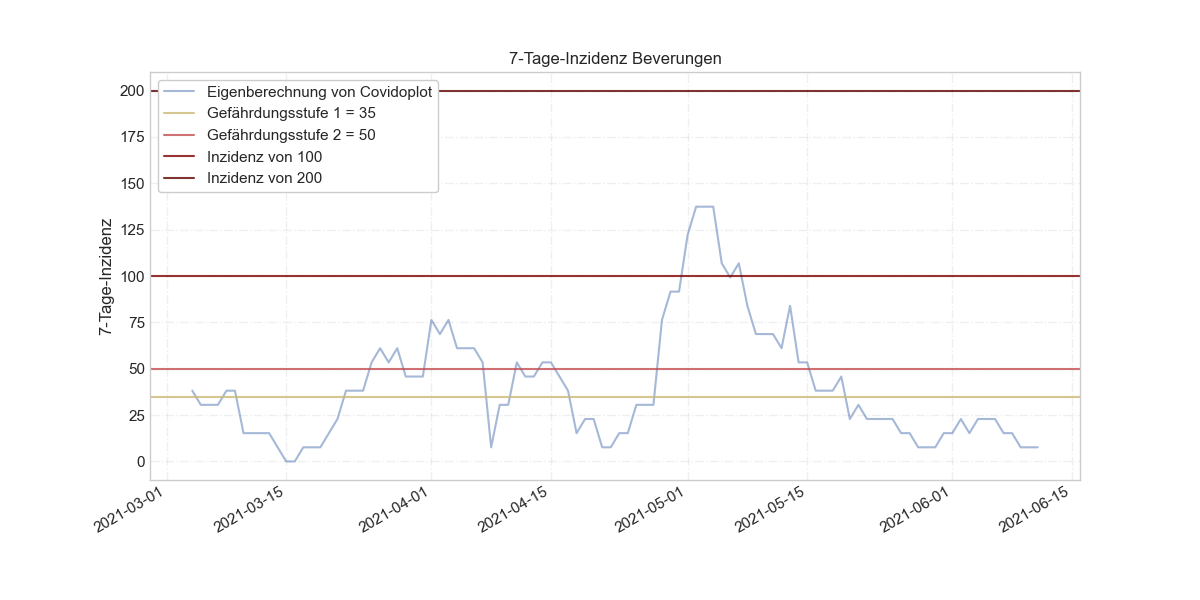 7-Tage-Inzidenz Beverungen
Eigenberechnung von Covidoplot
Gefährdungsstufe 1 = 35
Gefährdungsstufe 2 = 50
Inzidenz von 100
Inzidenz von 200
7-Tage-Inzidenz
200
175
150
125
100
75
50
25
0
2021-03-01
2021-03-15
2021-04-01
2021-04-15
2021-05-01
2021-05-15
2021-06-01
2021-06-15